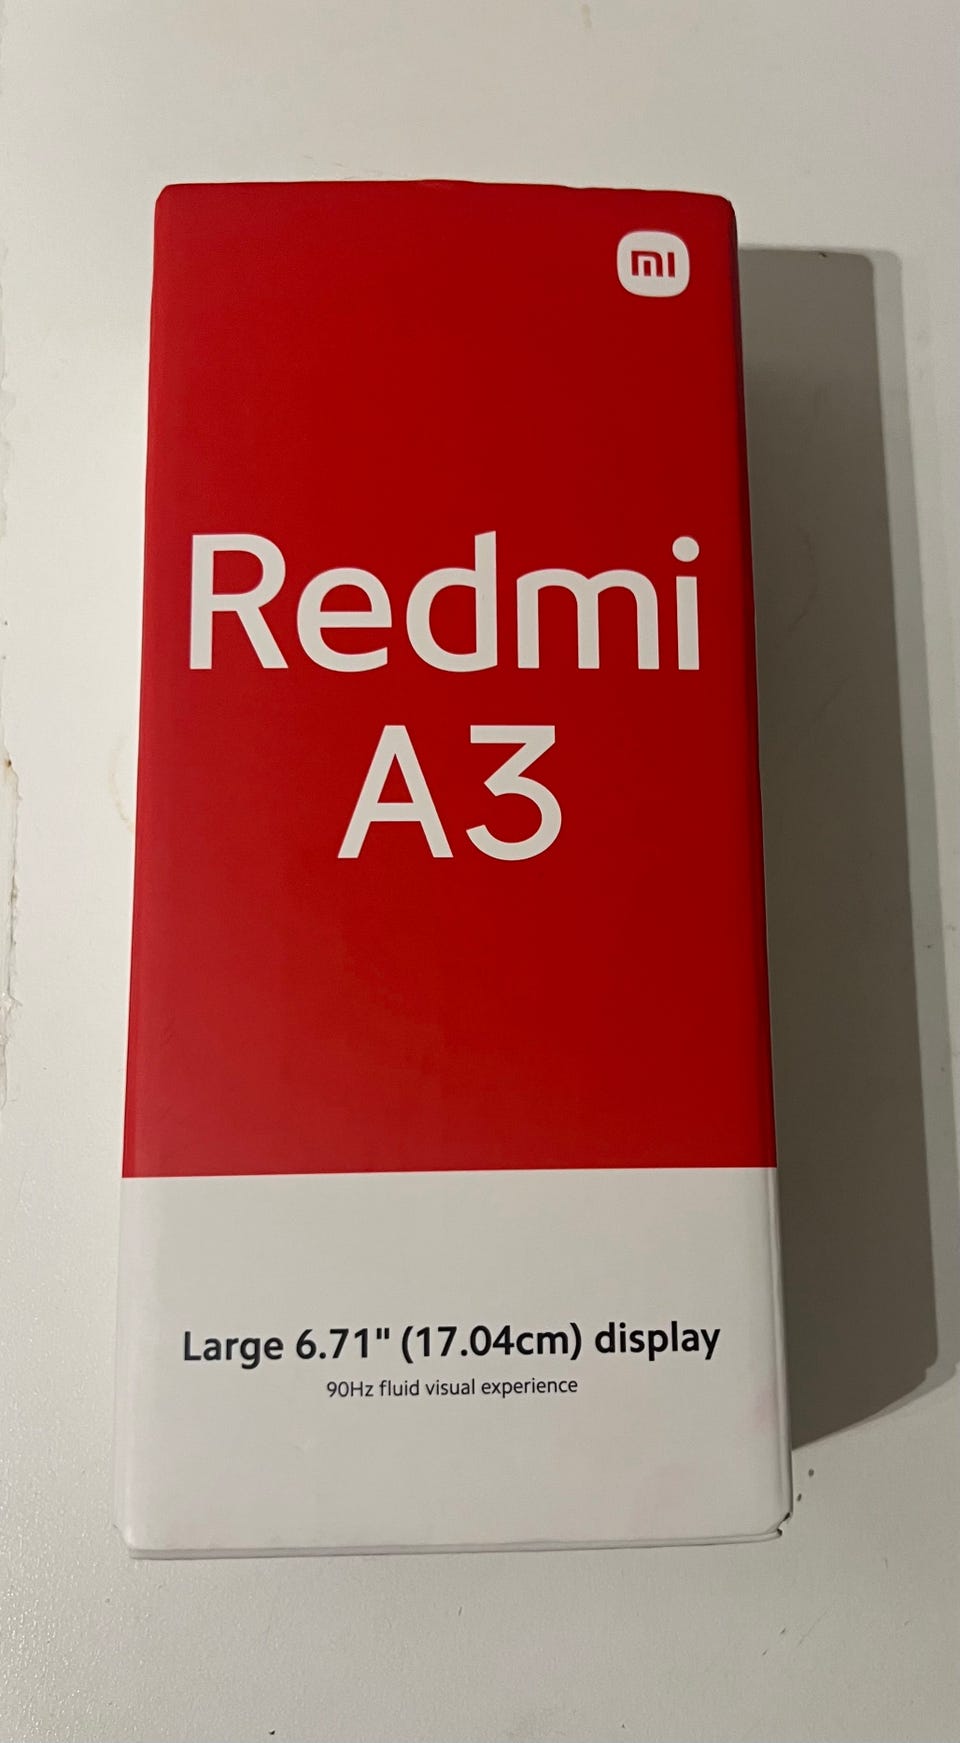 mi
Redmi
A3
Large 6.71" (17.04cm) display
90Hz fluid visual experience